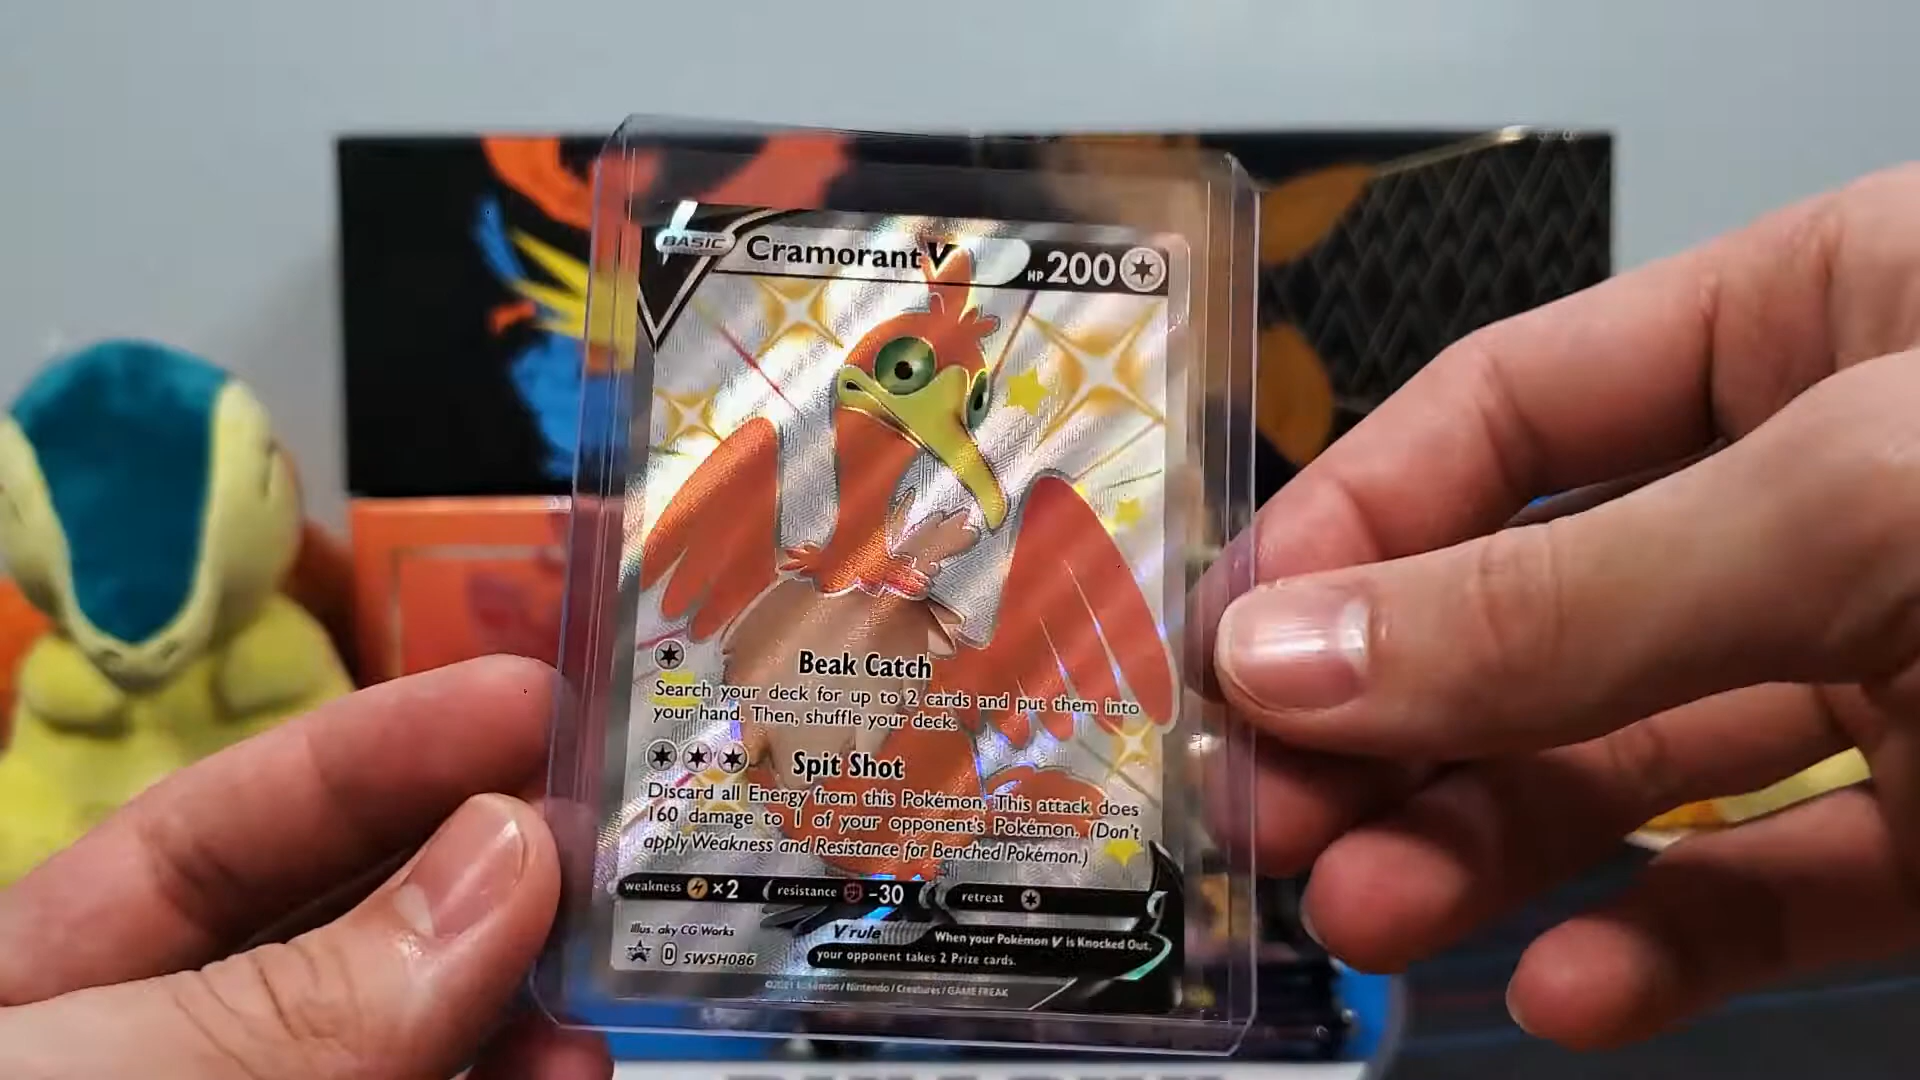 BASIC Cramorant V HP 200
Beak Catch
Search your deck for up to 2 cards and put them into
your hand. Then, shuffle your deck.
Spit Shot
Discard all Energy from this Pokémon. This attack does
160 damage to 1 of your opponent's Pokémon. (Don't
apply Weakness and Resistance for Benched Pokémon.)
weakness ×2 resistance -30 retreat
Illus. aky CG Works
V rule When your Pokémon V is Knocked Out,
your opponent takes 2 Prize cards.
D SWSH086
©2021 Pokémon / Nintendo / Creatures / GAME FREAK